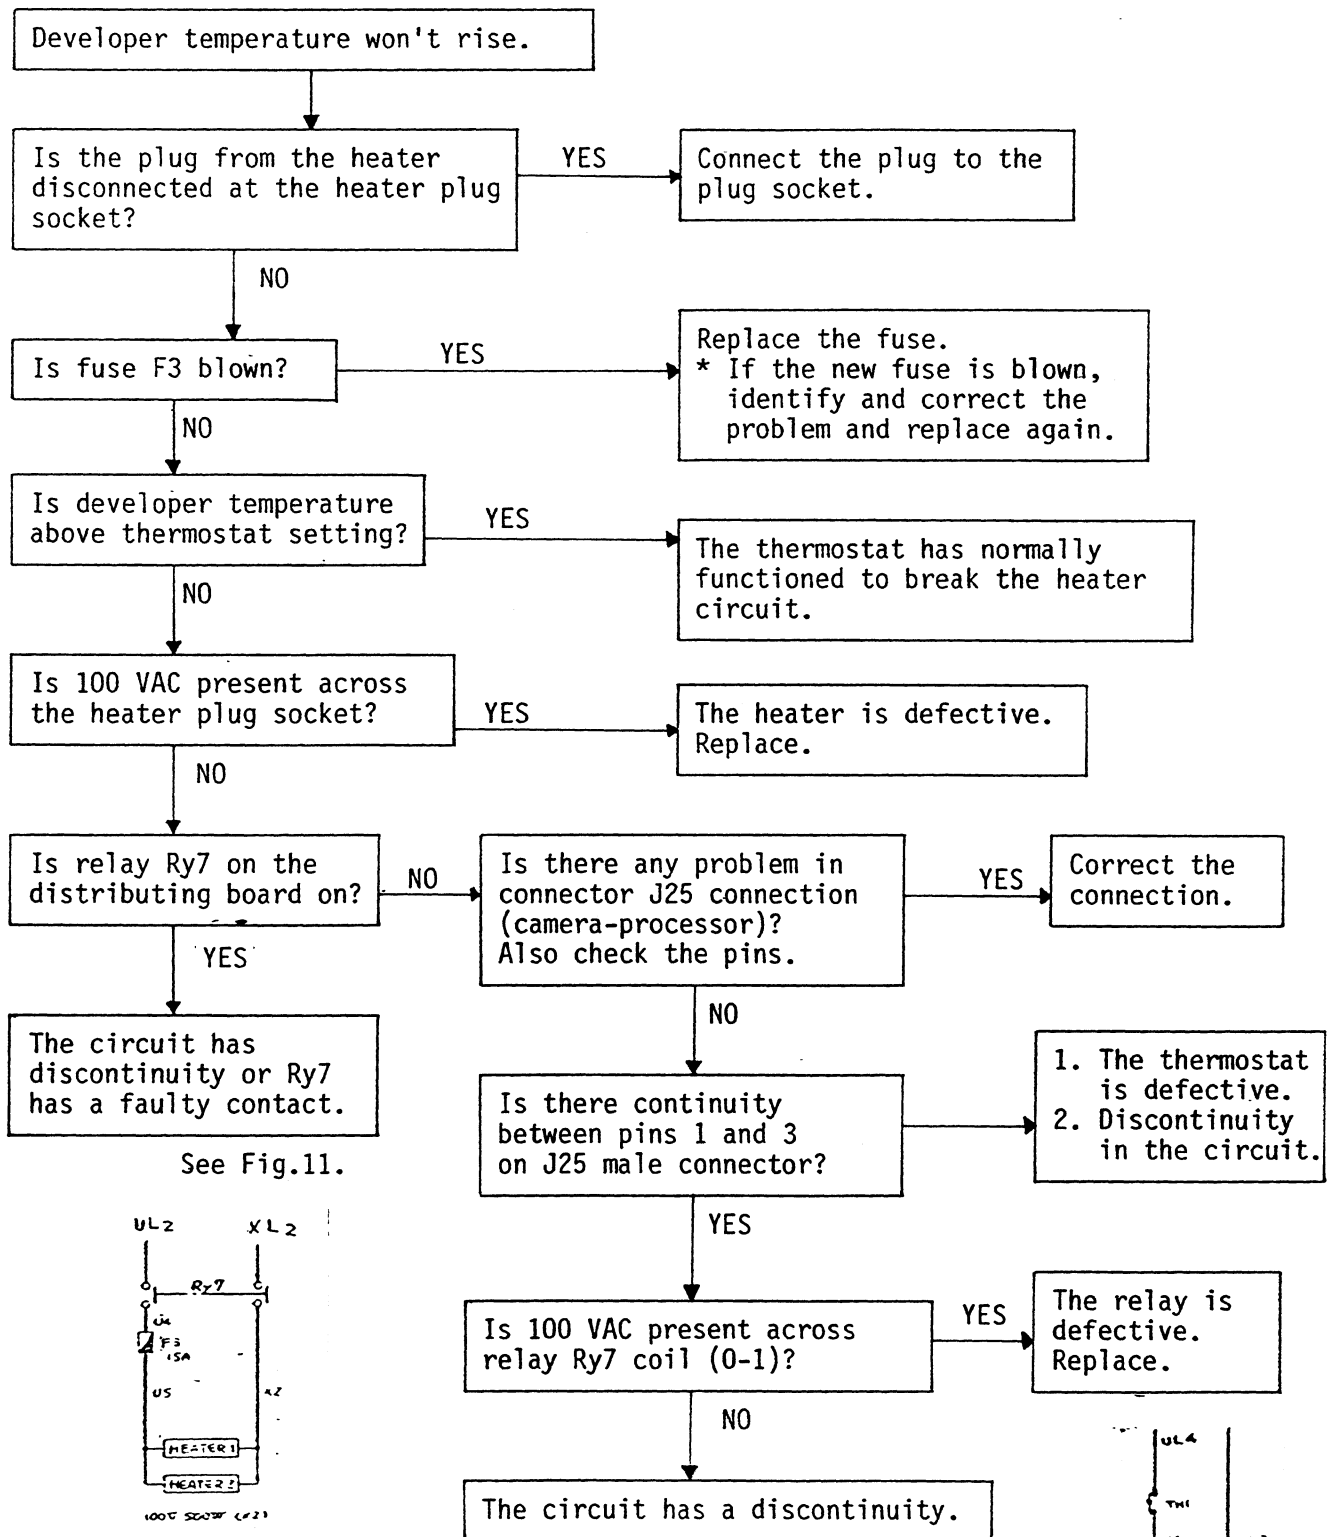 Developer temperature won't rise.
Is the plug from the heater
disconnected at the heater plug
socket?
YES
Connect the plug to the
plug socket.
NO
Is fuse F3 blown?
YES
Replace the fuse.
* If the new fuse is blown,
identify and correct the
problem and replace again.
NO
Is developer temperature
above thermostat setting?
YES
The thermostat has normally
functioned to break the heater
circuit.
NO
Is 100 VAC present across
the heater plug socket?
YES
The heater is defective.
Replace.
NO
Is relay Ry7 on the
distributing board on?
NO
Is there any problem in
connector J25 connection
(camera-processor)?
Also check the pins.
YES
Correct the
connection.
YES
The circuit has
discontinuity or Ry7
has a faulty contact.
See Fig.11.
NO
Is there continuity
between pins 1 and 3
on J25 male connector?
1. The thermostat
is defective.
2. Discontinuity
in the circuit.
YES
Is 100 VAC present across
relay Ry7 coil (0-1)?
YES
The relay is
defective.
Replace.
NO
The circuit has a discontinuity.
UL2
XL2
Ry7
U4
F3
15A
U5
X2
HEATER1
HEATER2
UL4
TH1